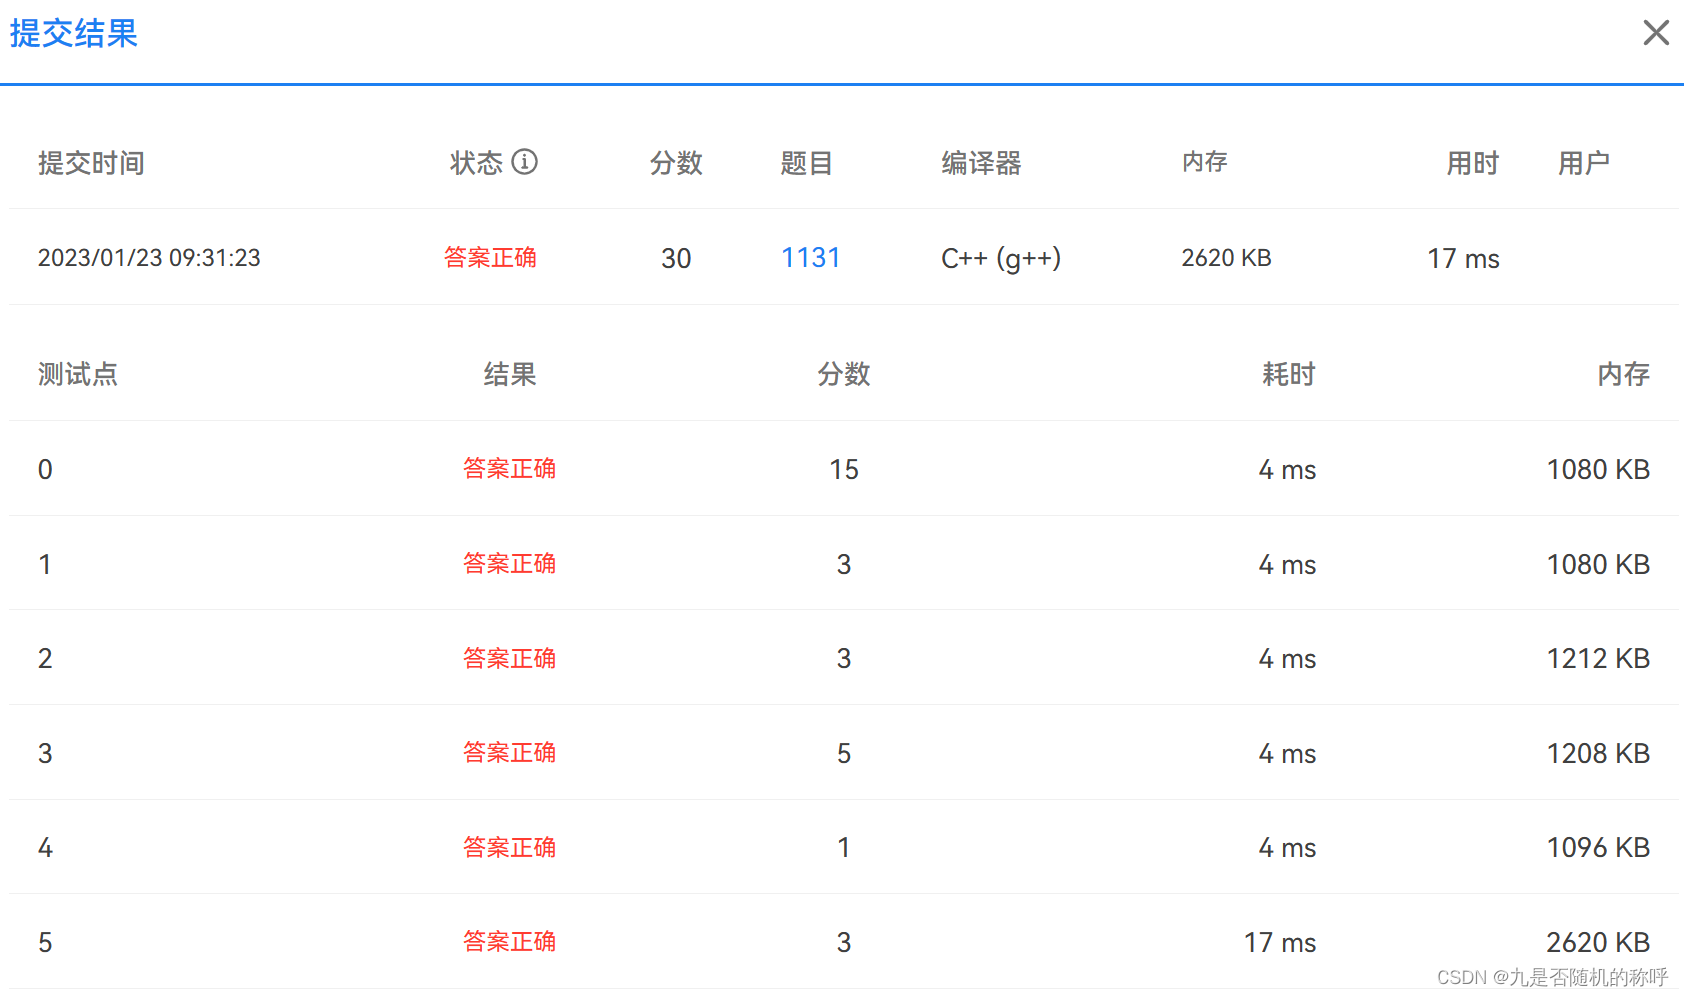 提交结果
提交时间 状态 分数 题目 编译器 内存 用时 用户
2023/01/23 09:31:23 答案正确 30 1131 C++ (g++) 2620 KB 17 ms
测试点 结果 分数 耗时 内存
0 答案正确 15 4 ms 1080 KB
1 答案正确 3 4 ms 1080 KB
2 答案正确 3 4 ms 1212 KB
3 答案正确 5 4 ms 1208 KB
4 答案正确 1 4 ms 1096 KB
5 答案正确 3 17 ms 2620 KB
CSDN @九是否随机的称呼